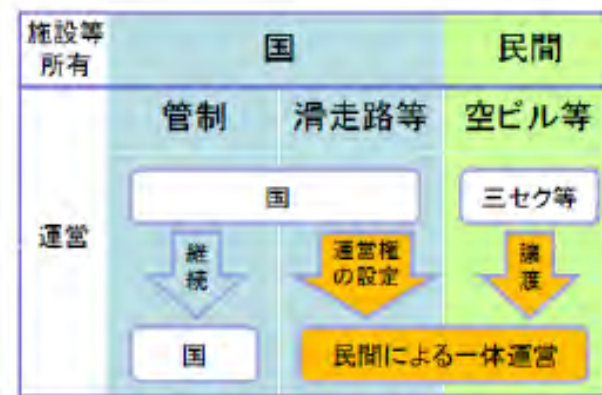 施設等
所有
国
民間
管制
滑走路等
空ビル等
運営
国
三セク等
継
続
運営権
の設定
譲
渡
国
民間による一体運営